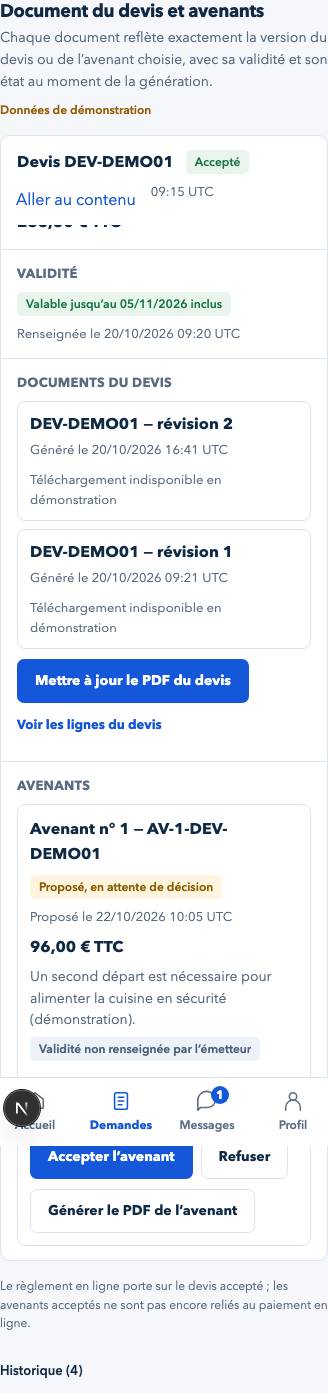 Document du devis et avenants
Chaque document reflète exactement la version du
devis ou de l'avenant choisie, avec sa validité et son
état au moment de la génération.
Données de démonstration
Devis DEV-DEMO01 Accepté
Aller au contenu 09:15 UTC
VALIDITÉ
Valable jusqu'au 05/11/2026 inclus
Renseignée le 20/10/2026 09:20 UTC
DOCUMENTS DU DEVIS
DEV-DEMO01 – révision 2
Généré le 20/10/2026 16:41 UTC
Téléchargement indisponible en
démonstration
DEV-DEMO01 – révision 1
Généré le 20/10/2026 09:21 UTC
Téléchargement indisponible en
démonstration
Mettre à jour le PDF du devis
Voir les lignes du devis
AVENANTS
Avenant n° 1 – AV-1-DEV-
DEMO01
Proposé, en attente de décision
Proposé le 22/10/2026 10:05 UTC
96,00 € TTC
Un second départ est nécessaire pour
alimenter la cuisine en sécurité
(démonstration).
Validité non renseignée par l'émetteur
N
1
Accueil Demandes Messages Profil
Accepter l'avenant Refuser
Générer le PDF de l'avenant
Le règlement en ligne porte sur le devis accepté ; les
avenants acceptés ne sont pas encore reliés au paiement en
ligne.
Historique (4)